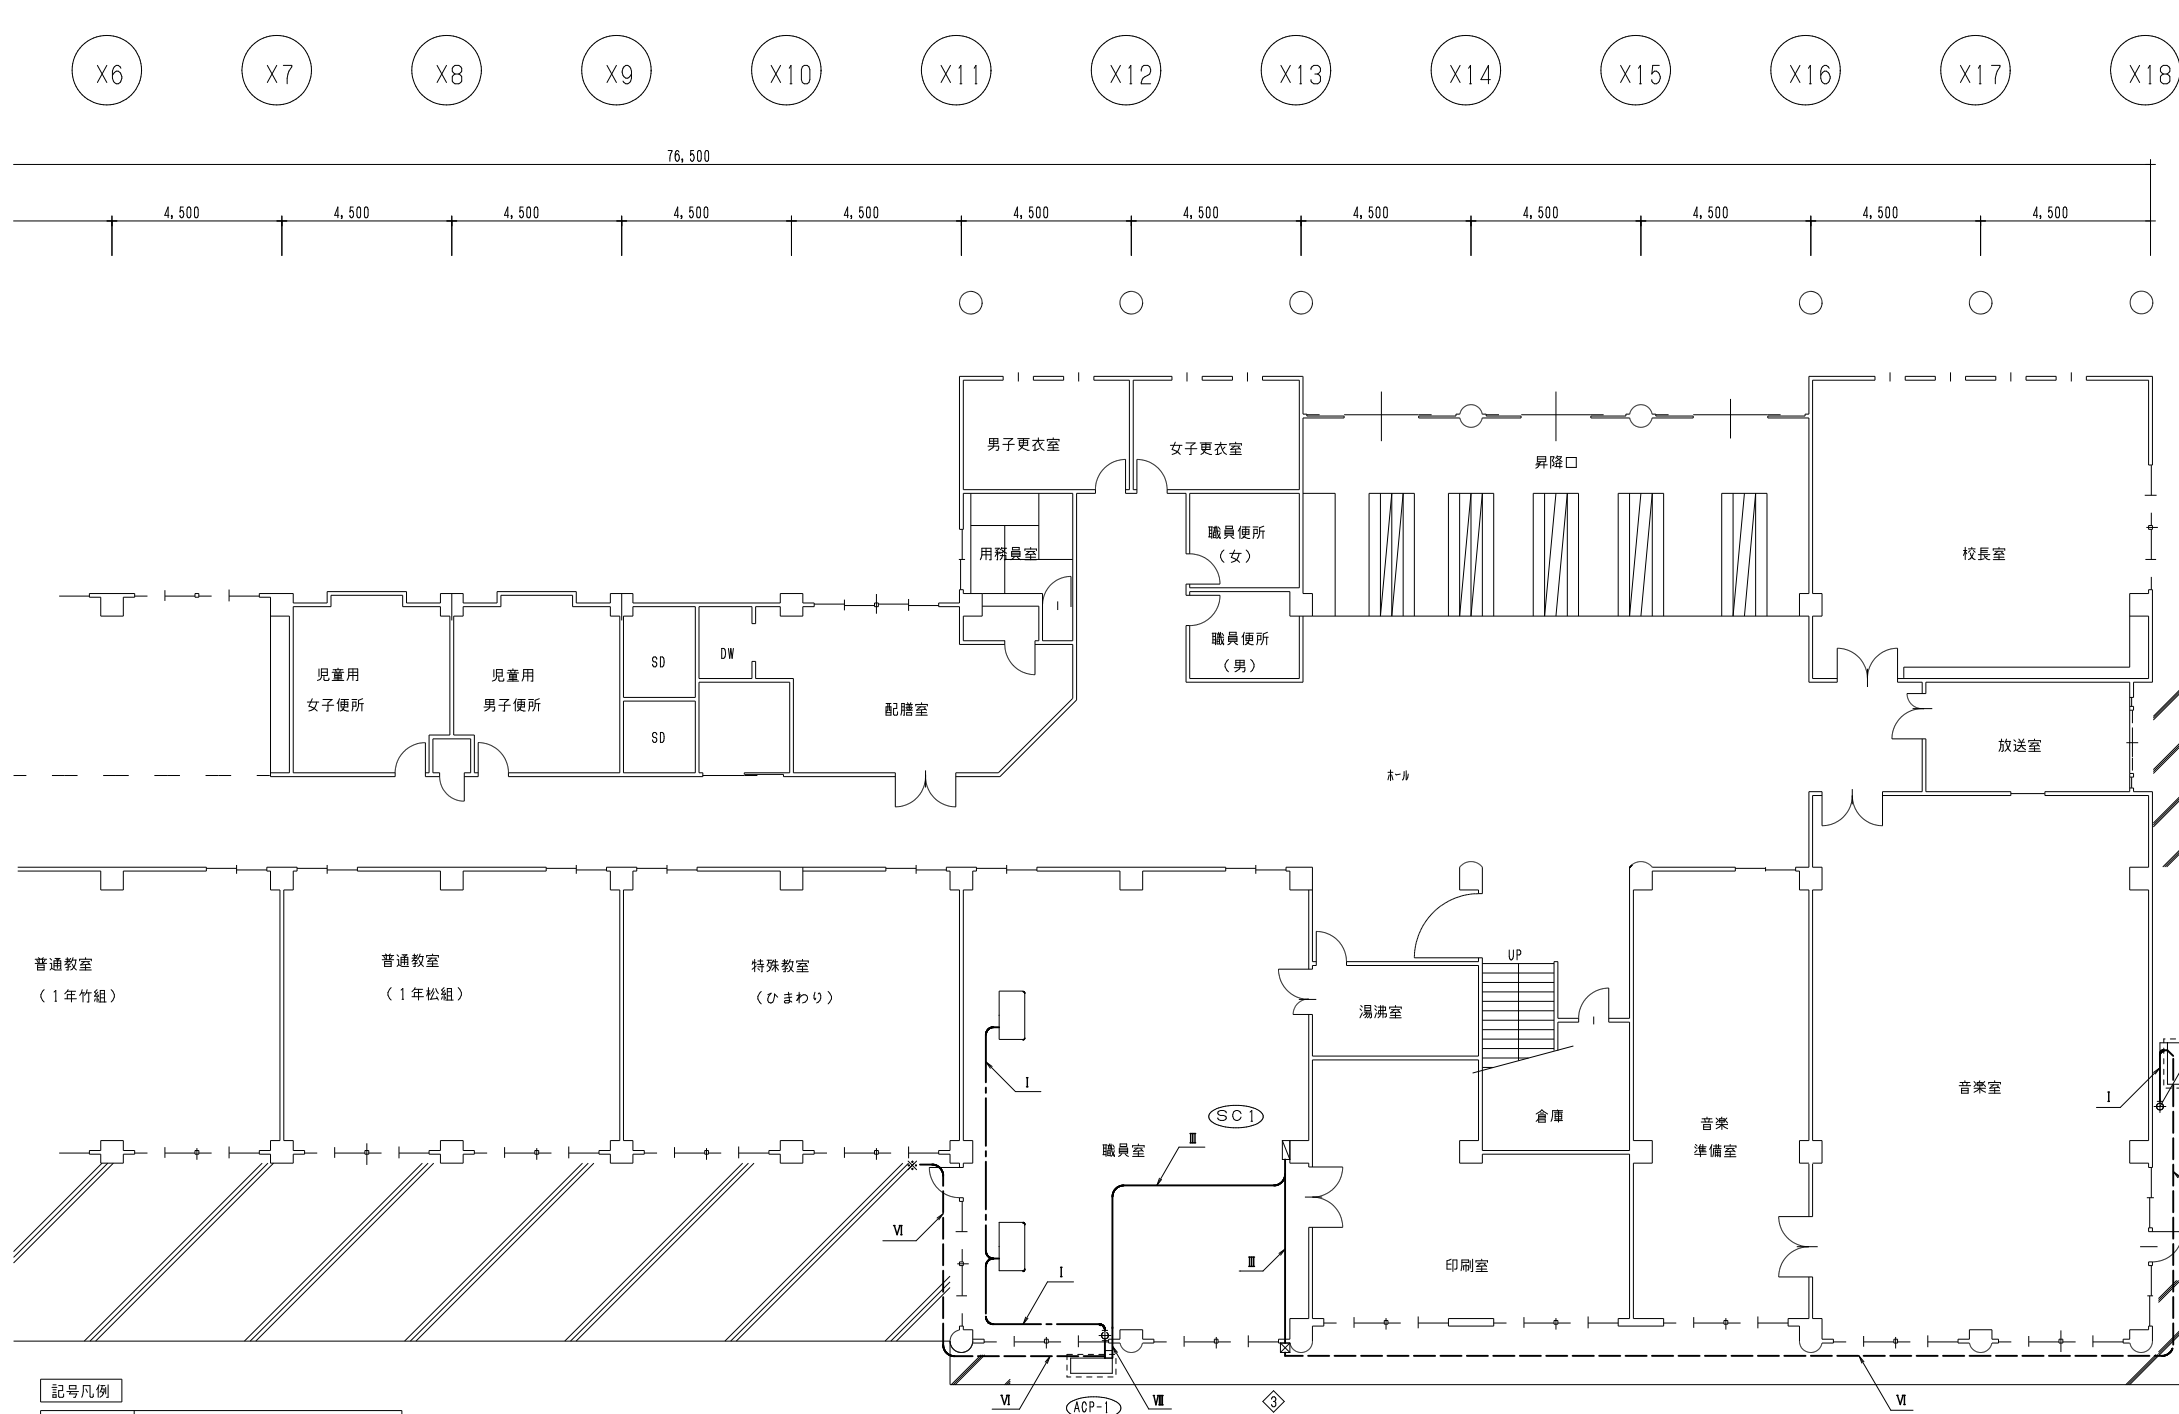 X6 X7 X8 X9 X10 X11 X12 X13 X14 X15 X16 X17 X18
76,500
4,500 4,500 4,500 4,500 4,500 4,500 4,500 4,500 4,500 4,500 4,500 4,500
男子更衣室
女子更衣室
昇降口
職員便所
(女)
用務員室
校長室
職員便所
(男)
児童用
女子便所
児童用
男子便所
SD
DW
SD
配膳室
放送室
ホール
普通教室
(1年竹組)
普通教室
(1年松組)
特殊教室
(ひまわり)
UP
湯沸室
I
音楽室
I
SC1
倉庫
音楽
準備室
III
職員室
※
VI
III
I
印刷室
記号凡例
VI
ACP-1
VIII
3
VI